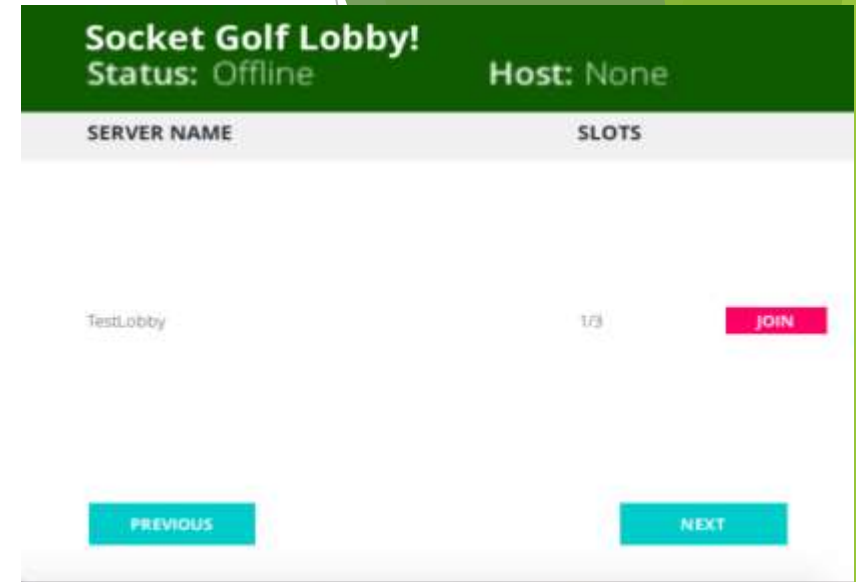 Socket Golf Lobby!
Status: Offline Host: None
SERVER NAME SLOTS
TestLobby 1/3 JOIN
PREVIOUS NEXT